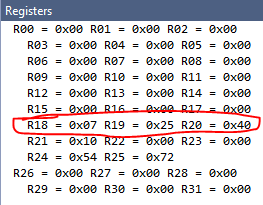 Registers
R00 = 0x00 R01 = 0x00 R02 = 0x00
R03 = 0x00 R04 = 0x00 R05 = 0x00
R06 = 0x00 R07 = 0x00 R08 = 0x00
R09 = 0x00 R10 = 0x00 R11 = 0x00
R12 = 0x00 R13 = 0x00 R14 = 0x00
R15 = 0x00 R16 = 0x00 R17 = 0x00
R18 = 0x07 R19 = 0x25 R20 = 0x40
R21 = 0x10 R22 = 0x00 R23 = 0x00
R24 = 0x54 R25 = 0x72
R26 = 0x00 R27 = 0x00 R28 = 0x00
R29 = 0x00 R30 = 0x00 R31 = 0x00